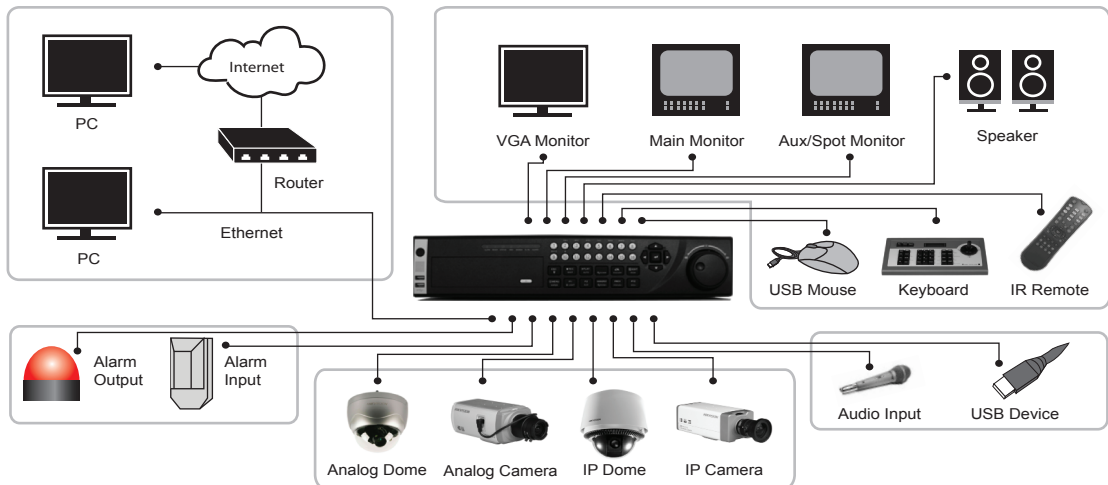 Internet
PC
Router
PC
Ethernet
VGA Monitor
Main Monitor
Aux/Spot Monitor
Speaker
USB Mouse
Keyboard
IR Remote
Alarm
Output
Alarm
Input
Analog Dome
Analog Camera
IP Dome
IP Camera
Audio Input
USB Device